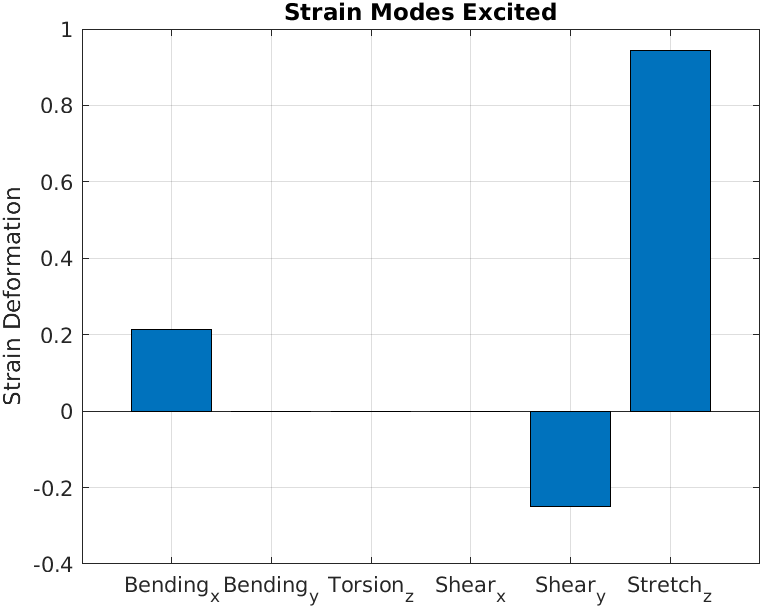 Strain Modes Excited
Strain Deformation
1
0.8
0.6
0.4
0.2
0
-0.2
-0.4
Bending_x Bending_y Torsion_z Shear_x Shear_y Stretch_z